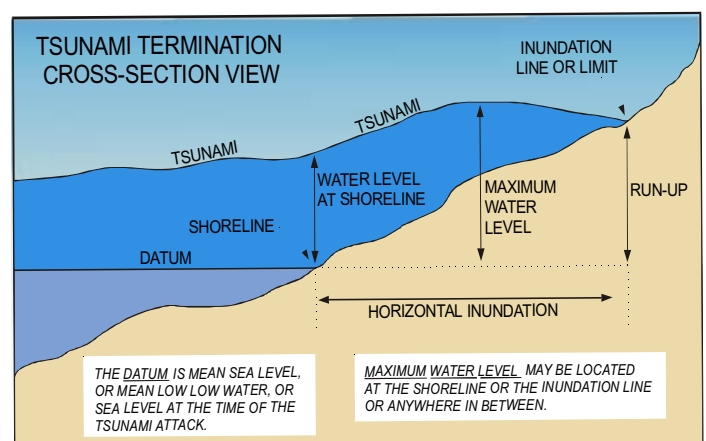 TSUNAMI TERMINATION
CROSS-SECTION VIEW
INUNDATION
LINE OR LIMIT
TSUNAMI
TSUNAMI
WATER LEVEL
AT SHORELINE
MAXIMUM
WATER
LEVEL
RUN-UP
SHORELINE
DATUM
HORIZONTAL INUNDATION
THE DATUM IS MEAN SEA LEVEL,
OR MEAN LOW LOW WATER, OR
SEA LEVEL AT THE TIME OF THE
TSUNAMI ATTACK.
MAXIMUM WATER LEVEL MAY BE LOCATED
AT THE SHORELINE OR THE INUNDATION LINE
OR ANYWHERE IN BETWEEN.